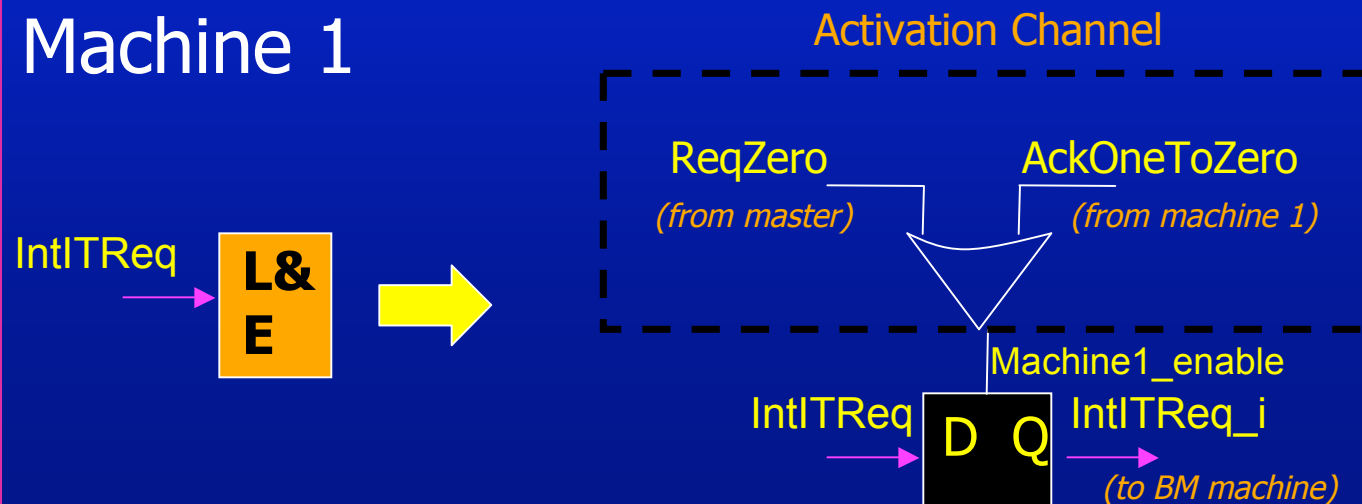 Machine 1
Activation Channel
ReqZero
AckOneToZero
(from master)
(from machine 1)
IntITReq
L&
E
Machine1_enable
IntITReq
IntITReq_i
D Q
(to BM machine)